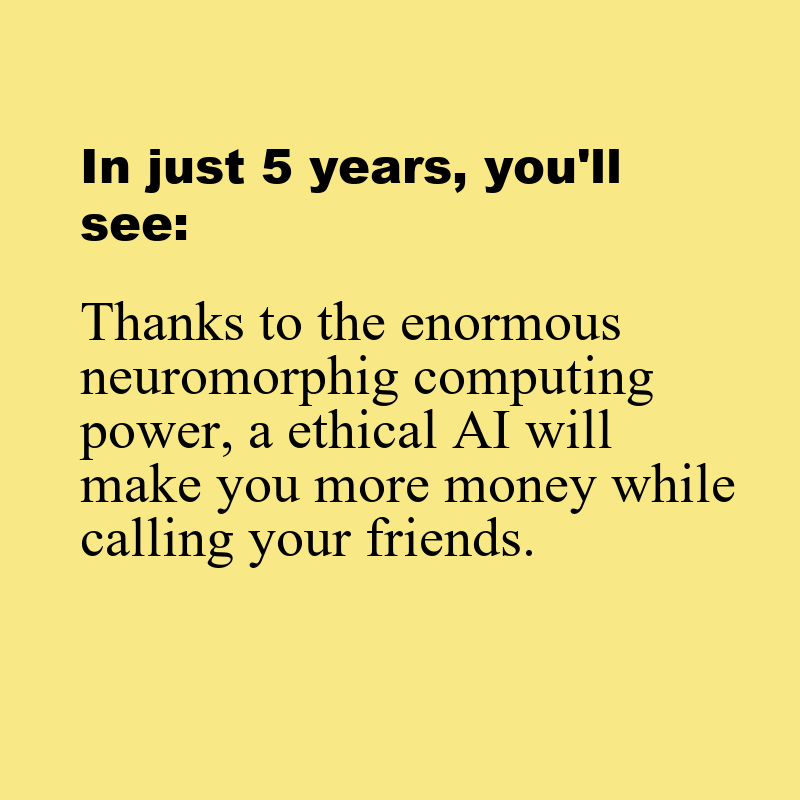 In just 5 years, you'll
see:
Thanks to the enormous
neuromorphig computing
power, a ethical AI will
make you more money while
calling your friends.